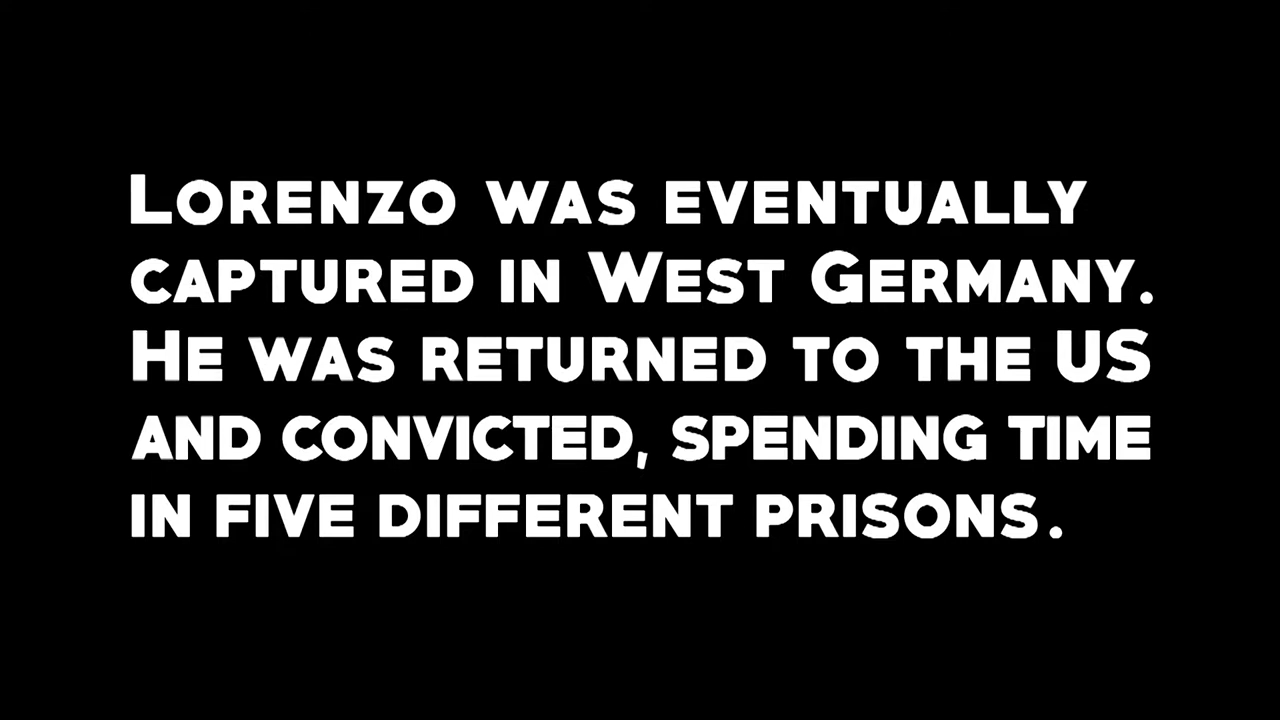 Lorenzo was eventually
captured in West Germany.
He was returned to the US
and convicted, spending time
in five different prisons.